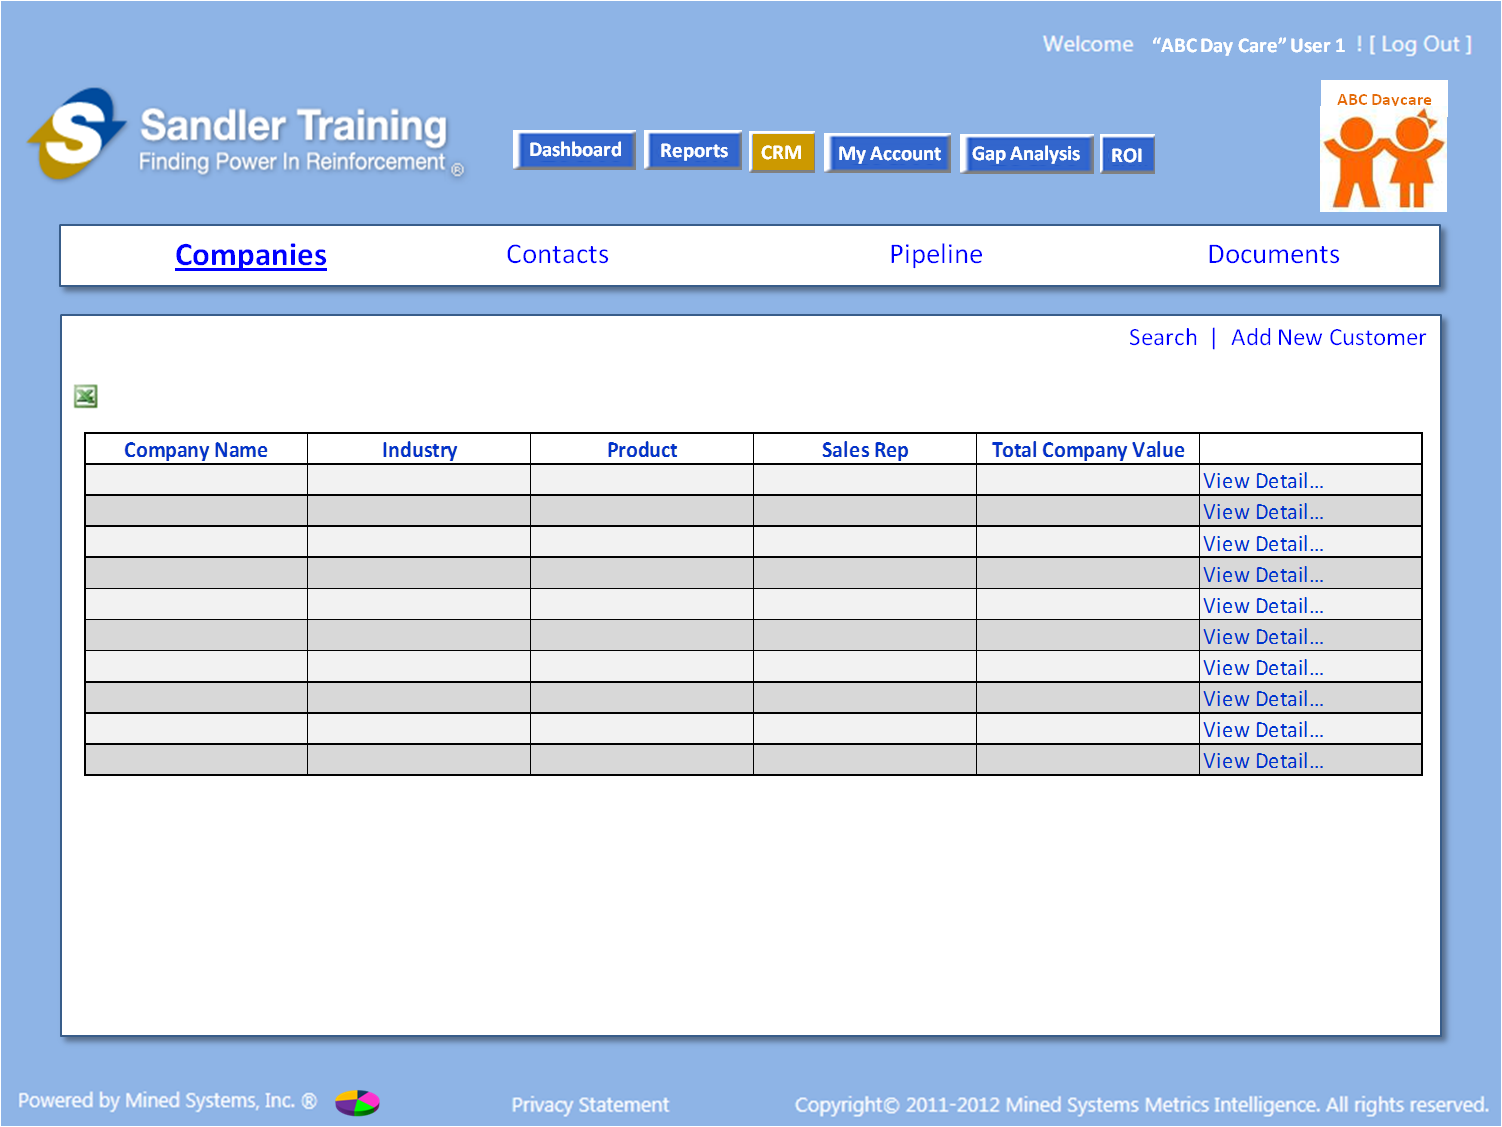 Welcome “ABC Day Care” User 1 ! [ Log Out ]
ABC Daycare
S
Sandler Training
Finding Power In Reinforcement ®
Dashboard Reports CRM My Account Gap Analysis ROI
Companies Contacts Pipeline Documents
Search | Add New Customer
Company Name Industry Product Sales Rep Total Company Value
View Detail...
View Detail...
View Detail...
View Detail...
View Detail...
View Detail...
View Detail...
View Detail...
View Detail...
View Detail...
Powered by Mined Systems, Inc. ® Privacy Statement Copyright© 2011-2012 Mined Systems Metrics Intelligence. All rights reserved.